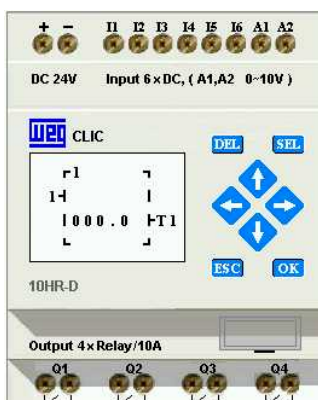 + − I1 I2 I3 I4 I5 I6 A1 A2
DC 24V Input 6×DC, ( A1,A2 0~10V )
WEG CLIC
DEL SEL
1
1
000.0 T1
ESC OK
10HR-D
Output 4×Relay/10A
Q1 Q2 Q3 Q4